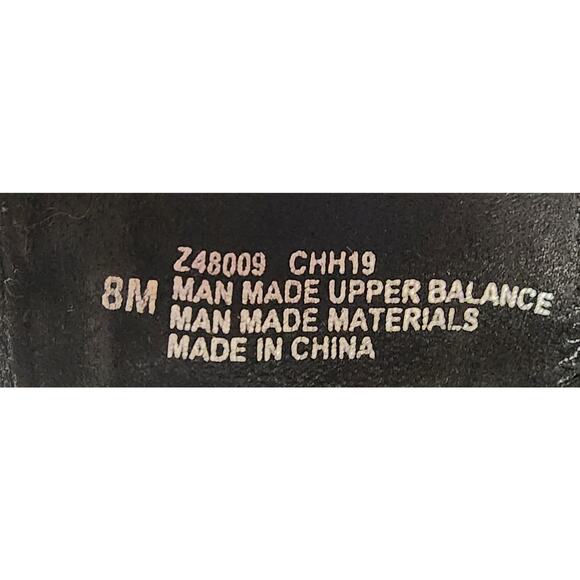 Z48009 CHH19
8M MAN MADE UPPER BALANCE
MAN MADE MATERIALS
MADE IN CHINA